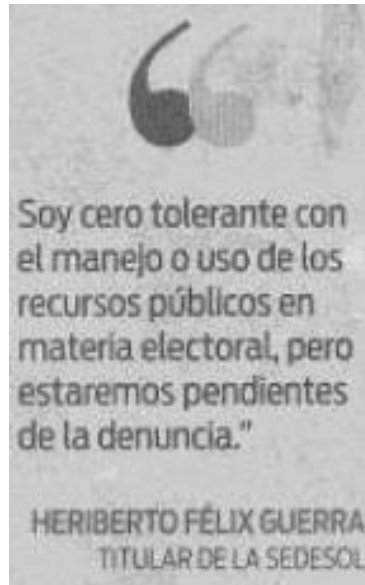 Soy cero tolerante con
el manejo o uso de los
recursos públicos en
materia electoral, pero
estaremos pendientes
de la denuncia.”
HERIBERTO FÉLIX GUERRA
TITULAR DE LA SEDESOL